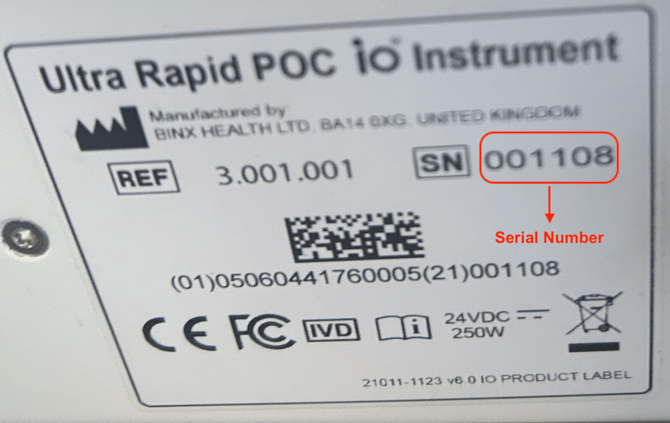 Ultra Rapid POC io® Instrument
Manufactured by
BINX HEALTH LTD. BA14 0XG, UNITED KINGDOM
REF 3.001.001 SN 001108
Serial Number
(01)05060441760005(21)001108
CE FC IVD i 24VDC
250W
21011-1123 v6.0 IO PRODUCT LABEL